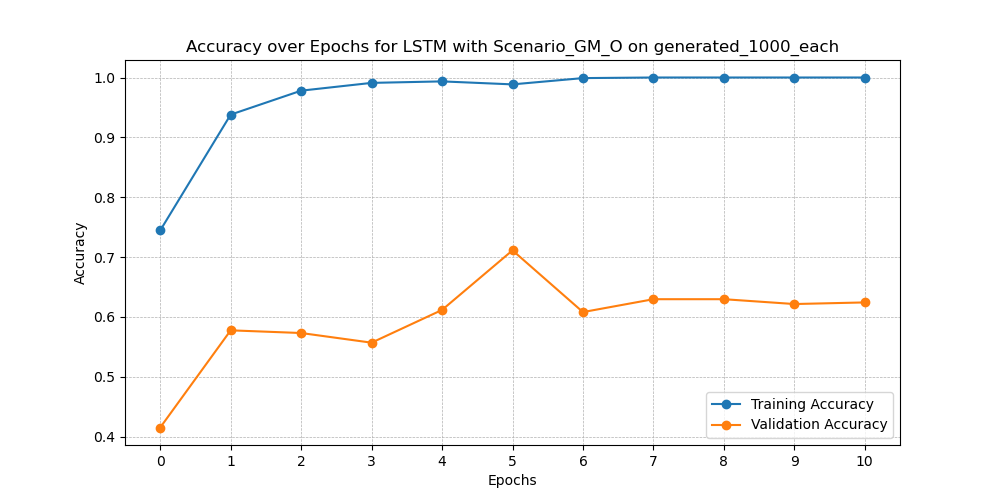 Accuracy over Epochs for LSTM with Scenario_GM_O on generated_1000_each
1.0
0.9
0.8
0.7
0.6
0.5
0.4
Accuracy
0 1 2 3 4 5 6 7 8 9 10
Epochs
Training Accuracy
Validation Accuracy